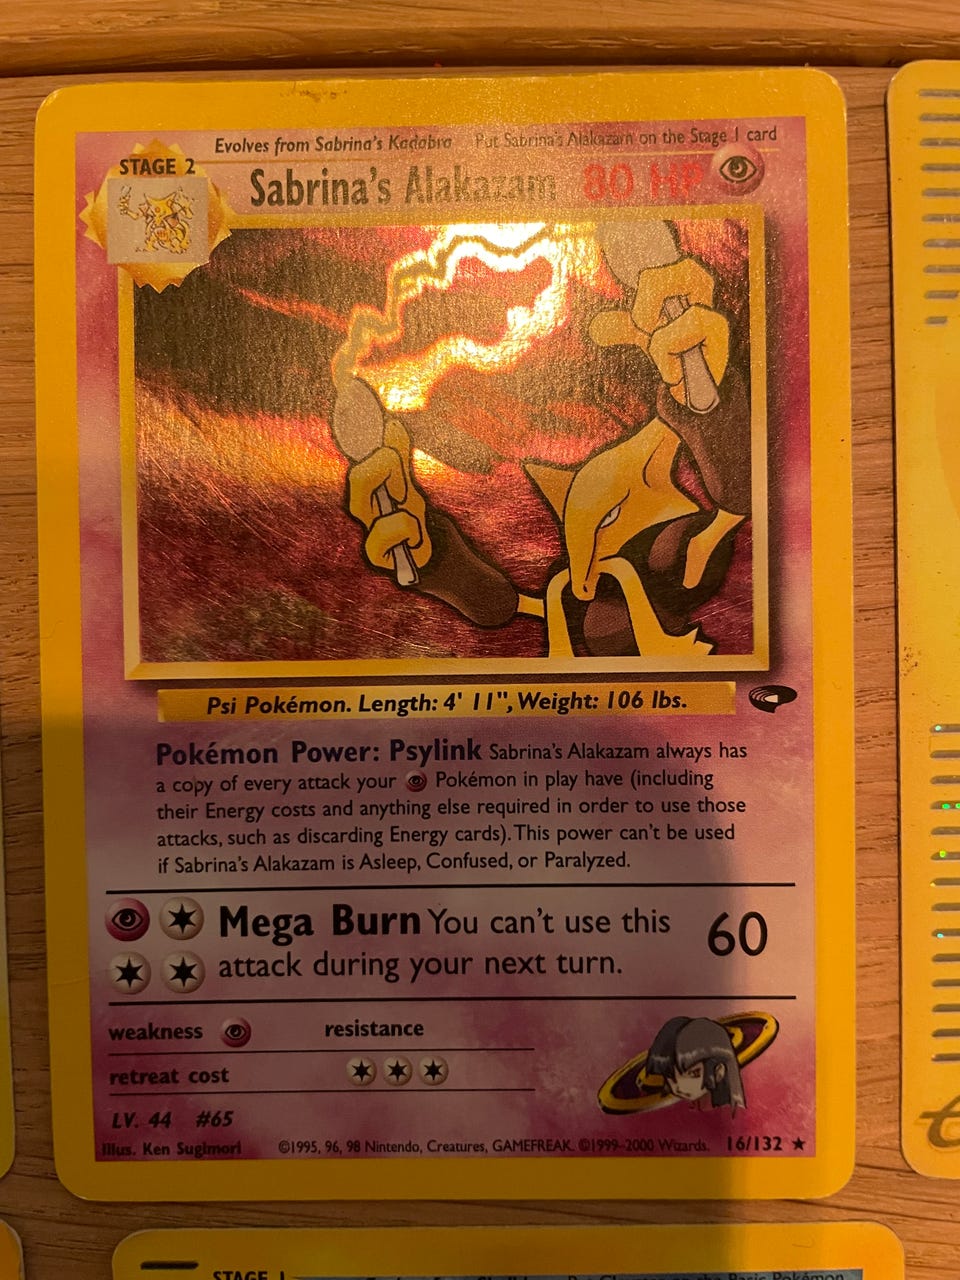 Evolves from Sabrina's Kadabra Put Sabrina's Alakazam on the Stage 1 card
STAGE 2
Sabrina's Alakazam 80 HP
Psi Pokémon. Length: 4' 11", Weight: 106 lbs.
Pokémon Power: Psylink Sabrina's Alakazam always has
a copy of every attack your Pokémon in play have (including
their Energy costs and anything else required in order to use those
attacks, such as discarding Energy cards). This power can't be used
if Sabrina's Alakazam is Asleep, Confused, or Paralyzed.
Mega Burn You can't use this 60
attack during your next turn.
weakness resistance
retreat cost
LV. 44 #65
Illus. Ken Sugimori ©1995, 96, 98 Nintendo, Creatures, GAMEFREAK. ©1999-2000 Wizards. 16/132 ★
STAGE 1